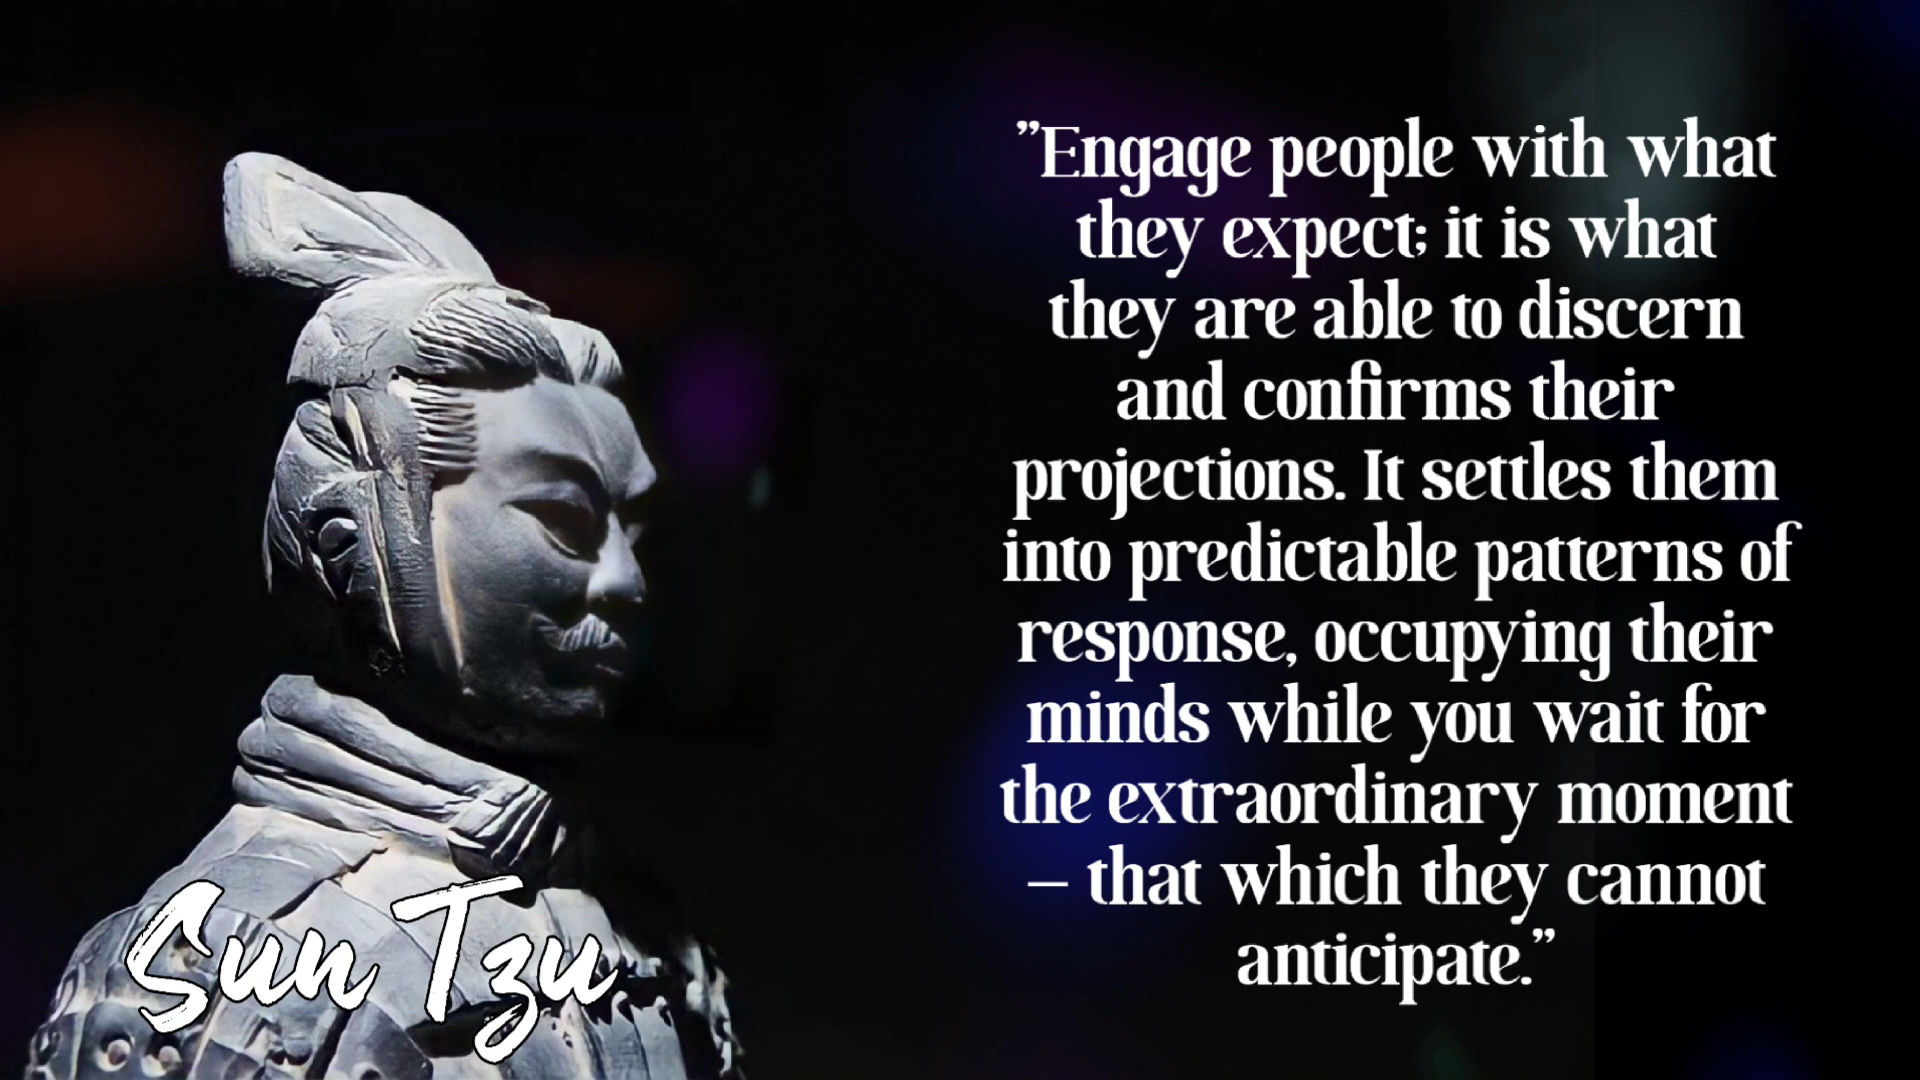 ”Engage people with what
they expect; it is what
they are able to discern
and confirms their
projections. It settles them
into predictable patterns of
response, occupying their
minds while you wait for
the extraordinary moment
– that which they cannot
anticipate.”
Sun Tzu